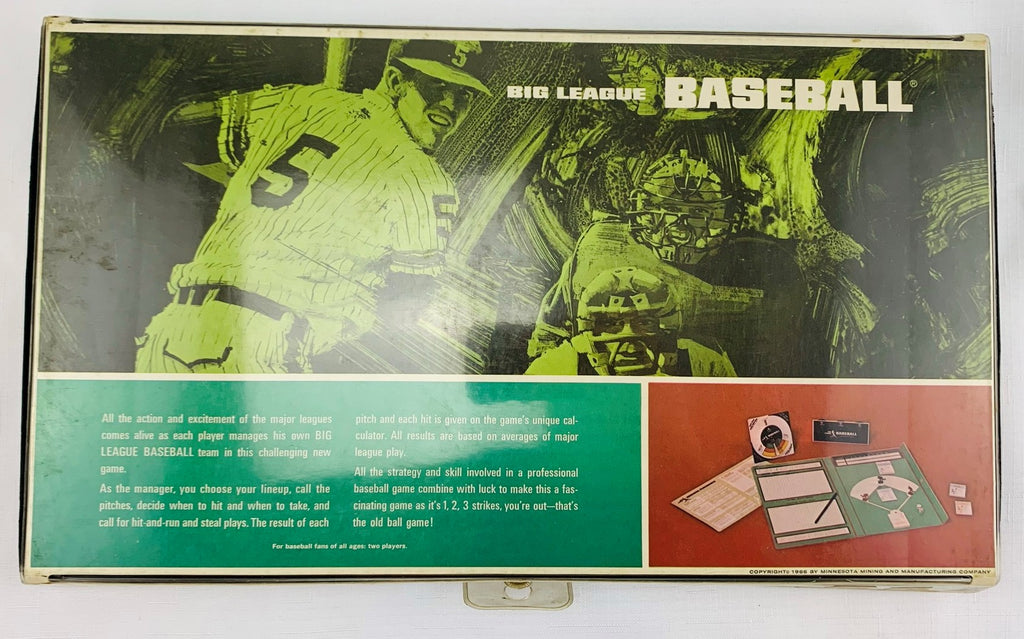 BIG LEAGUE BASEBALL®
5
All the action and excitement of the major leagues
comes alive as each player manages his own BIG
LEAGUE BASEBALL team in this challenging new
game.
As the manager, you choose your lineup, call the
pitches, decide when to hit and when to take, and
call for hit-and-run and steal plays. The result of each
pitch and each hit is given on the game's unique cal-
culator. All results are based on averages of major
league play.
All the strategy and skill involved in a professional
baseball game combine with luck to make this a fas-
cinating game as it's 1, 2, 3 strikes, you're out—that's
the old ball game!
For baseball fans of all ages: two players.
BASEBALL
COPYRIGHT© 1966 BY MINNESOTA MINING AND MANUFACTURING COMPANY